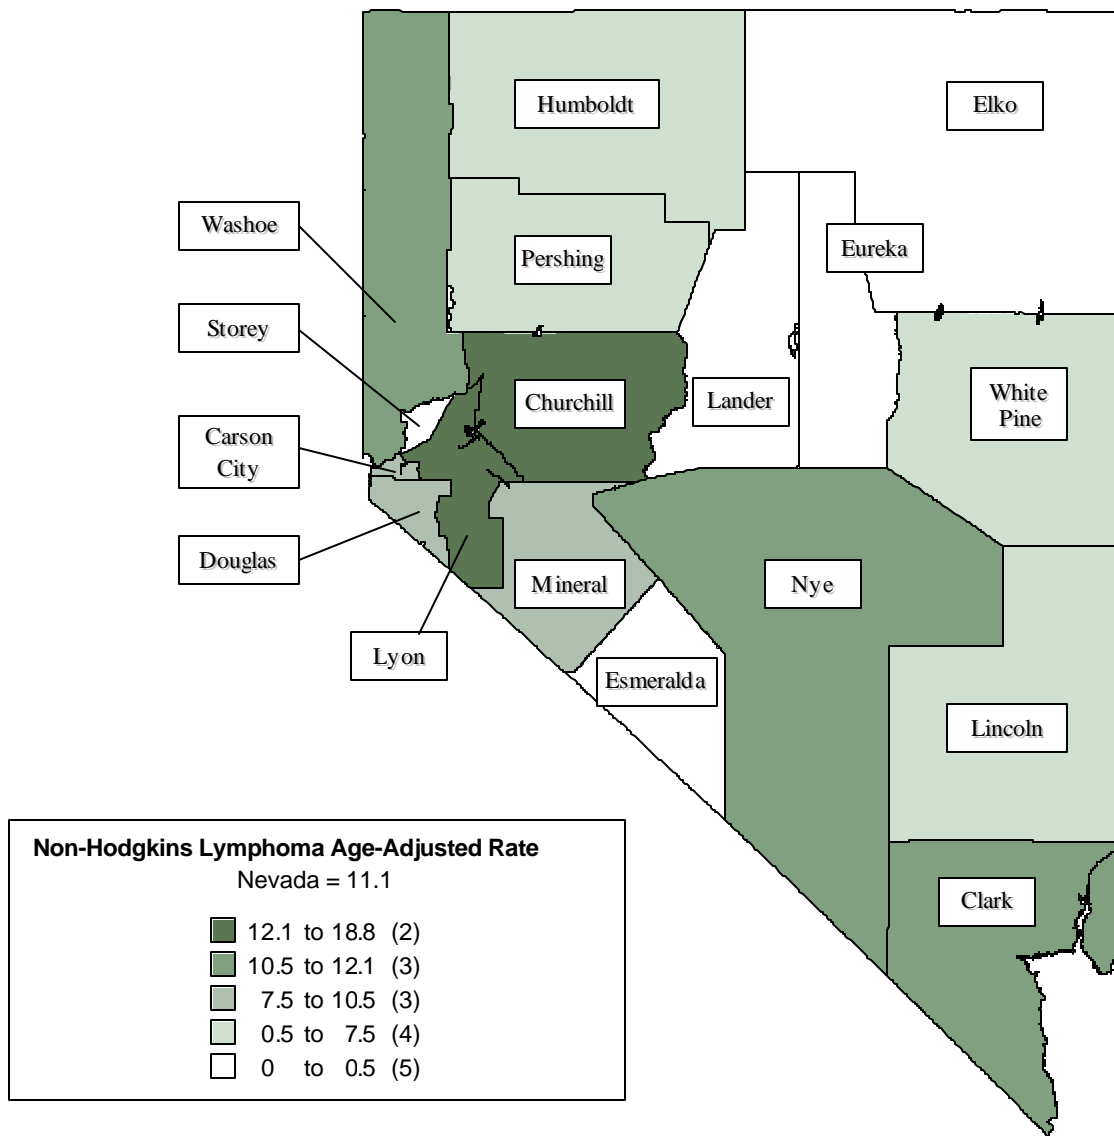 Humboldt
Elko
Washoe
Eureka
Pershing
Storey
Churchill
Lander
White
Pine
Carson
City
Douglas
Mineral
Nye
Lyon
Esmeralda
Lincoln
Clark
Non-Hodgkins Lymphoma Age-Adjusted Rate
Nevada = 11.1
12.1 to 18.8 (2)
10.5 to 12.1 (3)
7.5 to 10.5 (3)
0.5 to 7.5 (4)
0 to 0.5 (5)